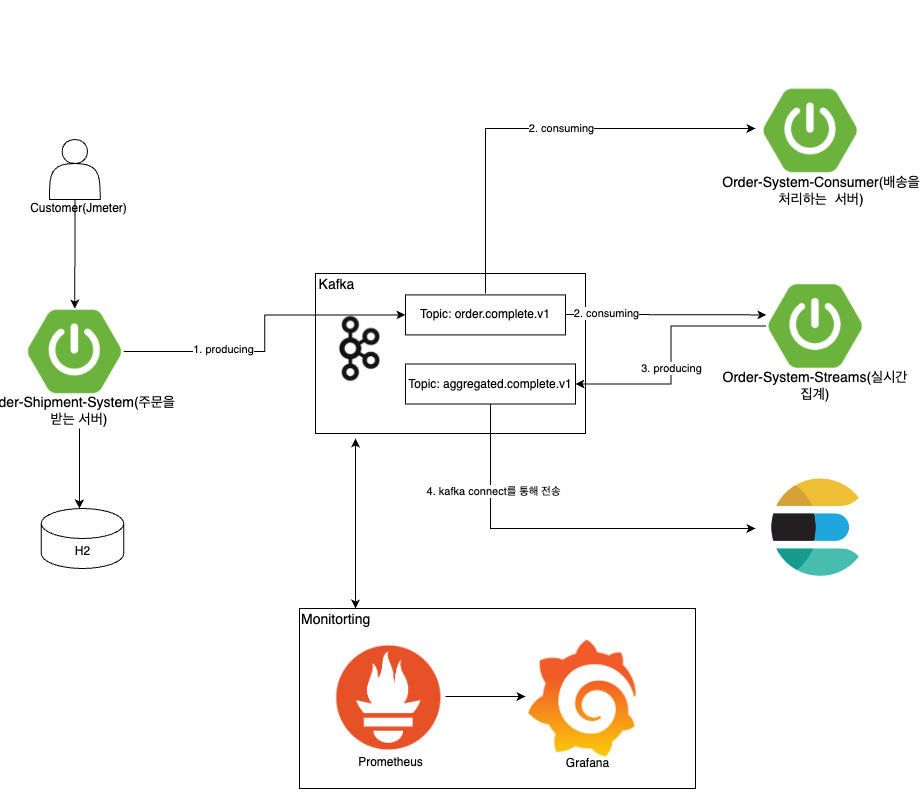 Customer(Jmeter)
der-Shipment-System(주문을
받는 서버)
H2
1. producing
Kafka
Topic: order.complete.v1
Topic: aggregated.complete.v1
2. consuming
Order-System-Consumer(배송을
처리하는 서버)
2. consuming
3. producing
Order-System-Streams(실시간
집계)
4. kafka connect를 통해 전송
Monitorting
Prometheus
Grafana